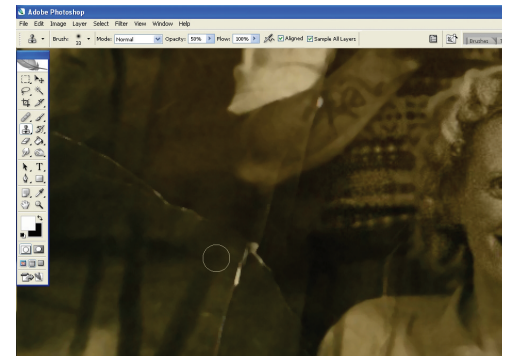 Adobe Photoshop
File Edit Image Layer Select Filter View Window Help
Brush: 33 Mode: Normal Opacity: 50% Flow: 100% Aligned Sample All Layers Brushes
T